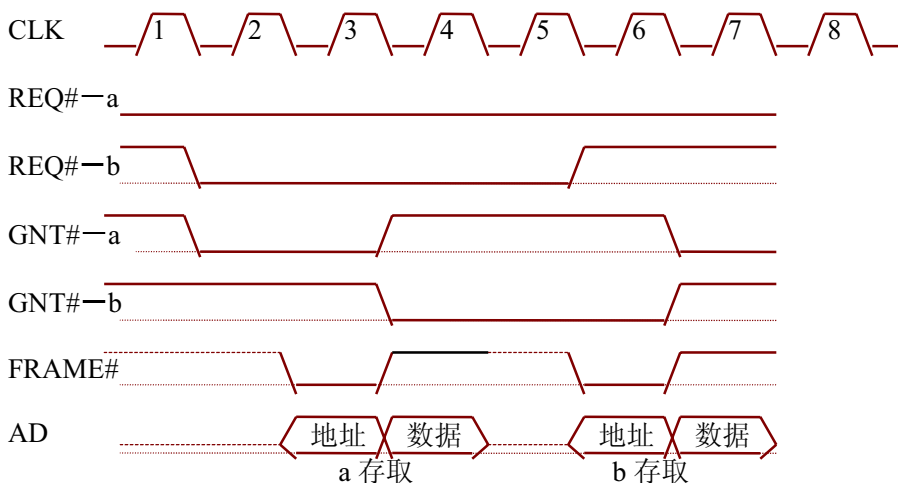 CLK 1 2 3 4 5 6 7 8
REQ#－a
REQ#－b
GNT#－a
GNT#－b
FRAME#
AD 地址 数据 地址 数据
a 存取 b 存取